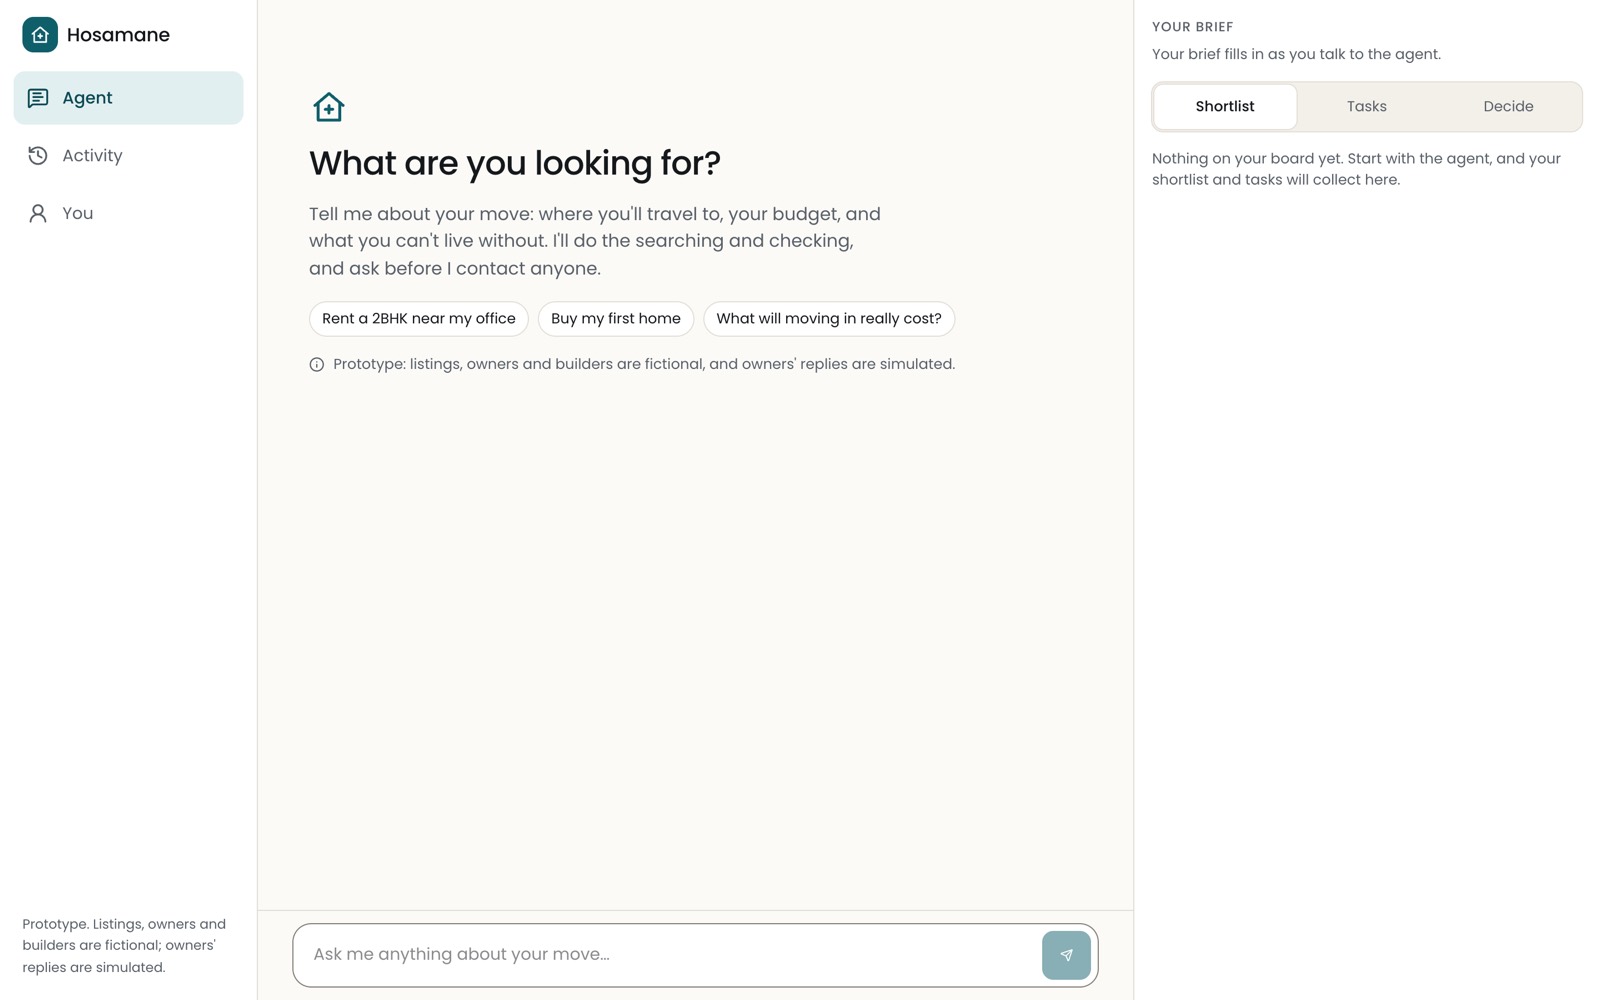 Hosamane
Agent
Activity
You
Prototype. Listings, owners and
builders are fictional; owners'
replies are simulated.
What are you looking for?
Tell me about your move: where you'll travel to, your budget, and
what you can't live without. I'll do the searching and checking,
and ask before I contact anyone.
Rent a 2BHK near my office
Buy my first home
What will moving in really cost?
Prototype: listings, owners and builders are fictional, and owners' replies are simulated.
Ask me anything about your move...
YOUR BRIEF
Your brief fills in as you talk to the agent.
Shortlist
Tasks
Decide
Nothing on your board yet. Start with the agent, and your
shortlist and tasks will collect here.